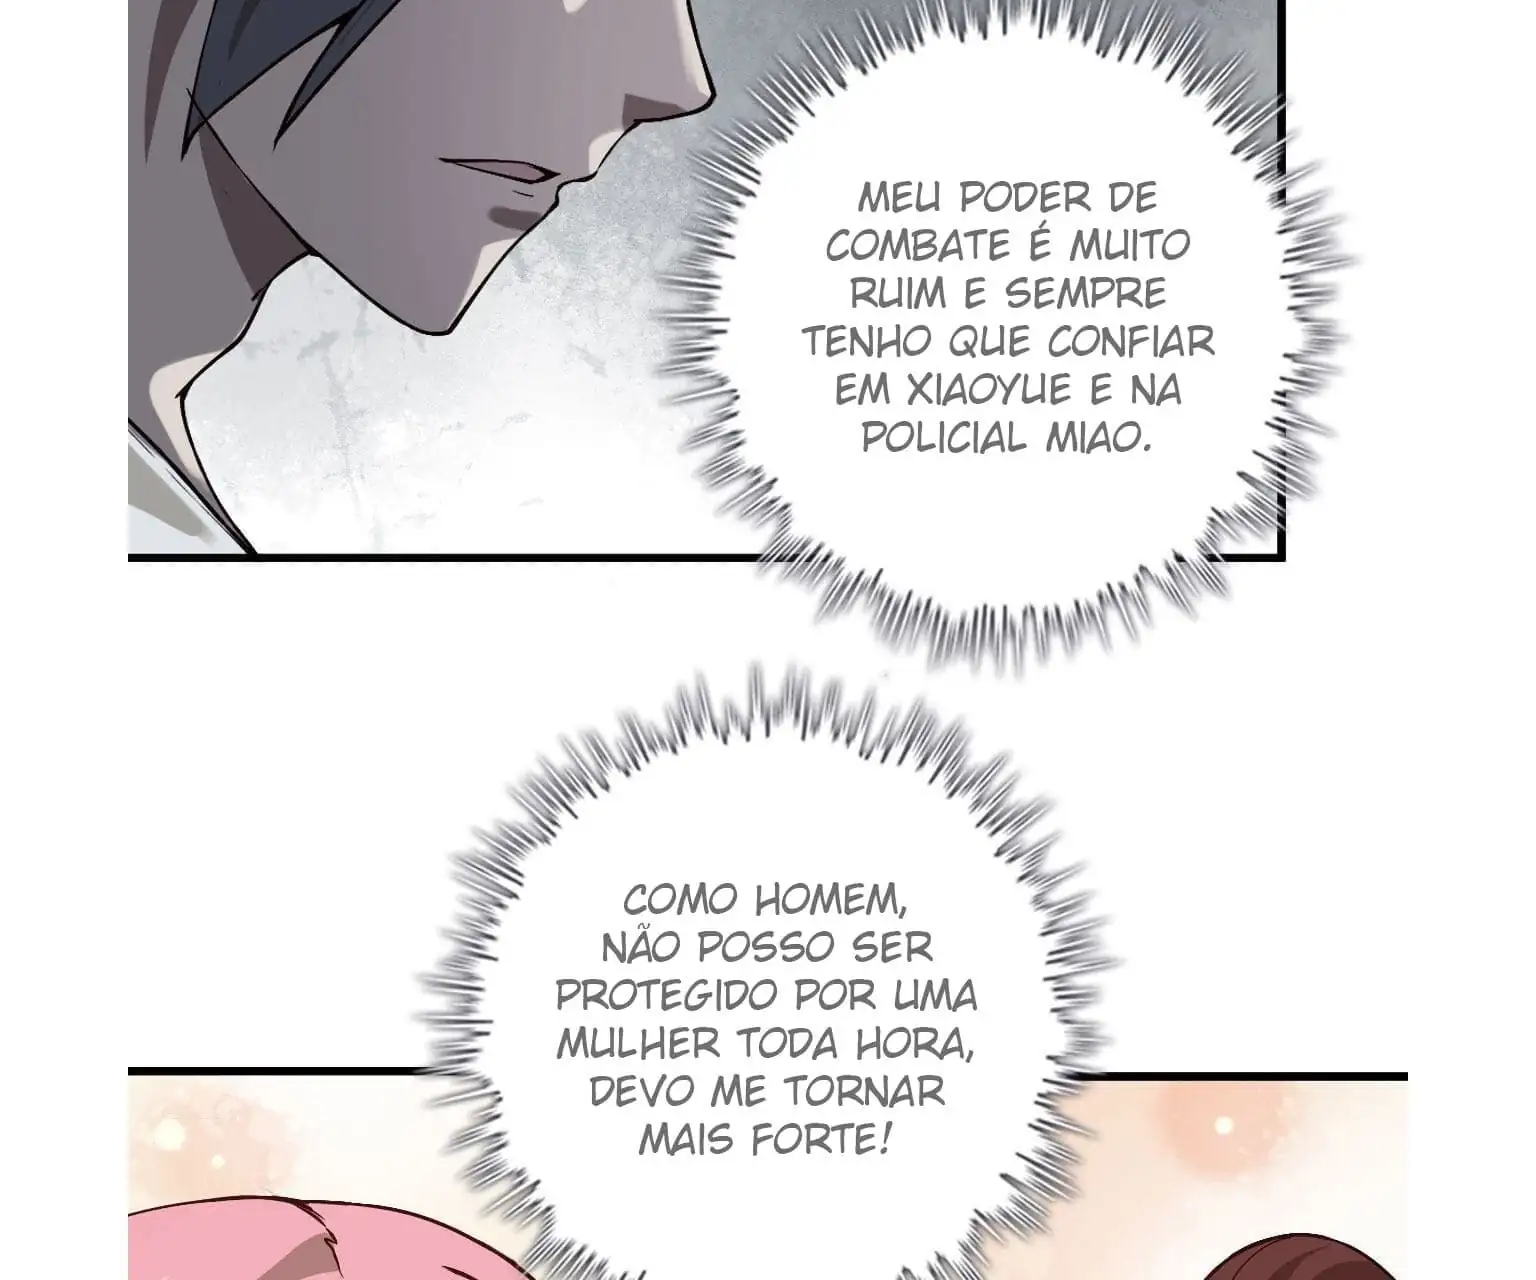 MEU PODER DE
COMBATE É MUITO
RUIM E SEMPRE
TENHO QUE CONFIAR
EM XIAOYUE E NA
POLICIAL MIAO.
COMO HOMEM,
NÃO POSSO SER
PROTEGIDO POR UMA
MULHER TODA HORA,
DEVO ME TORNAR
MAIS FORTE!